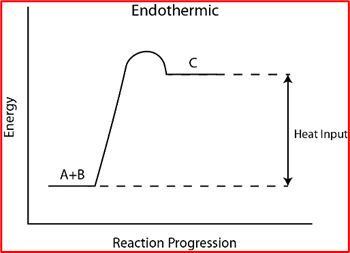 Endothermic
C
Energy
Heat Input
A+B
Reaction Progression